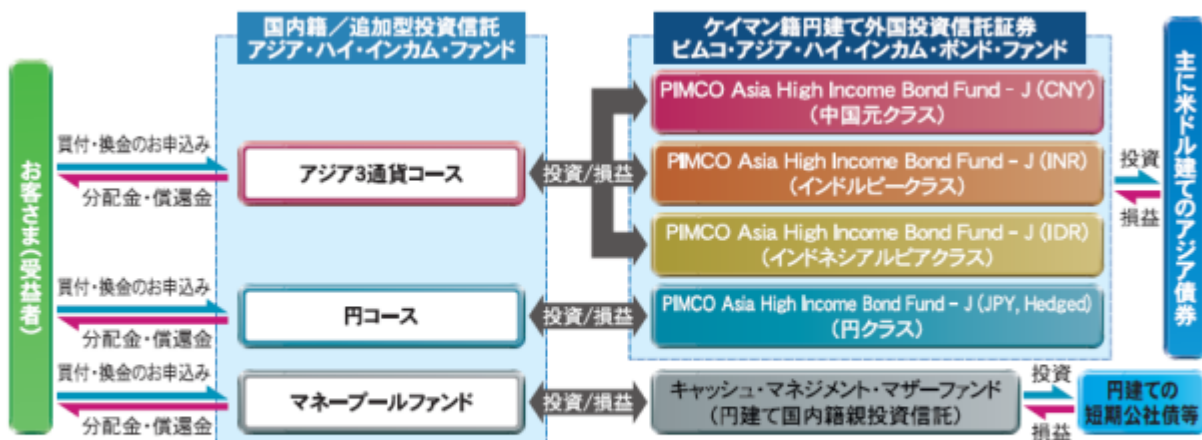 国内籍／追加型投資信託
アジア・ハイ・インカム・ファンド
ケイマン籍円建て外国投資信託証券
ピムコ・アジア・ハイ・インカム・ボンド・ファンド
お客さま（受益者）
買付・換金のお申込み
分配金・償還金
アジア3通貨コース
投資/損益
PIMCO Asia High Income Bond Fund - J (CNY)
（中国元クラス）
PIMCO Asia High Income Bond Fund - J (INR)
（インドルピークラス）
PIMCO Asia High Income Bond Fund - J (IDR)
（インドネシアルピアクラス）
投資
損益
主に米ドル建てのアジア債券
買付・換金のお申込み
分配金・償還金
円コース
投資/損益
PIMCO Asia High Income Bond Fund - J (JPY, Hedged)
（円クラス）
買付・換金のお申込み
分配金・償還金
マネープールファンド
投資/損益
キャッシュ・マネジメント・マザーファンド
（円建て国内籍親投資信託）
投資
損益
円建ての
短期公社債等